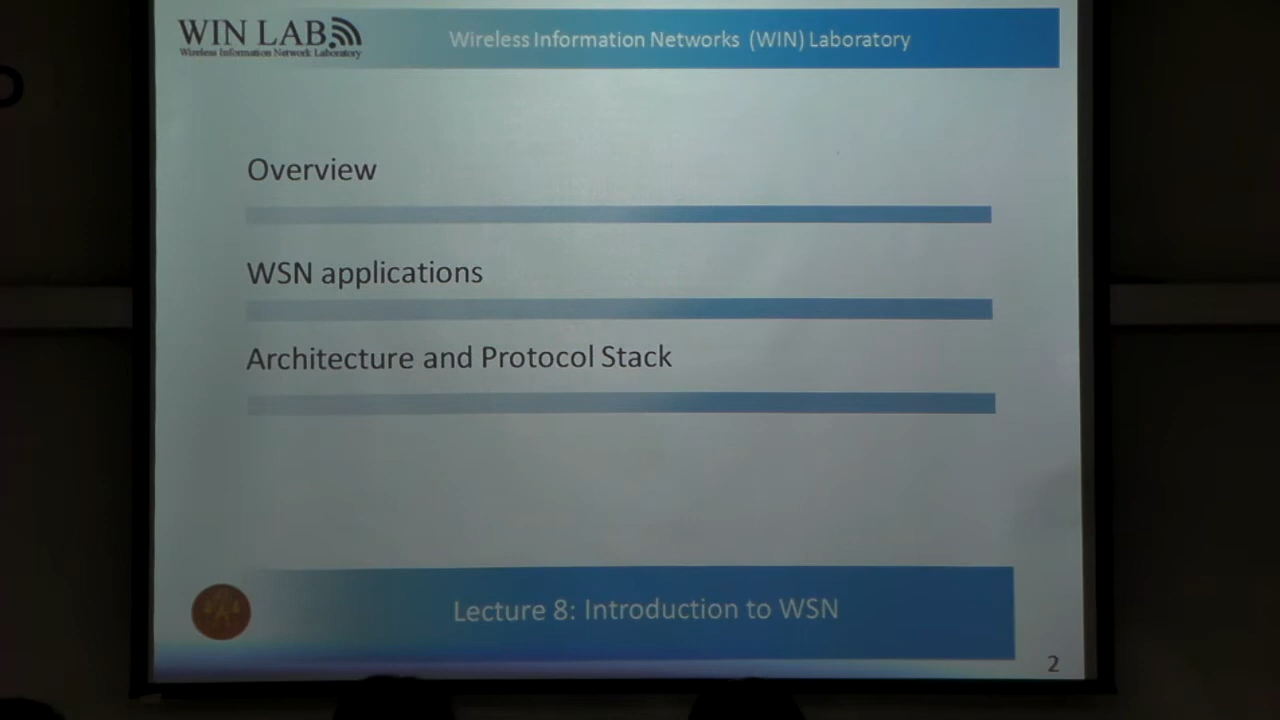 WIN LAB
Wireless Information Network Laboratory
Wireless Information Networks (WIN) Laboratory
Overview
WSN applications
Architecture and Protocol Stack
Lecture 8: Introduction to WSN
2